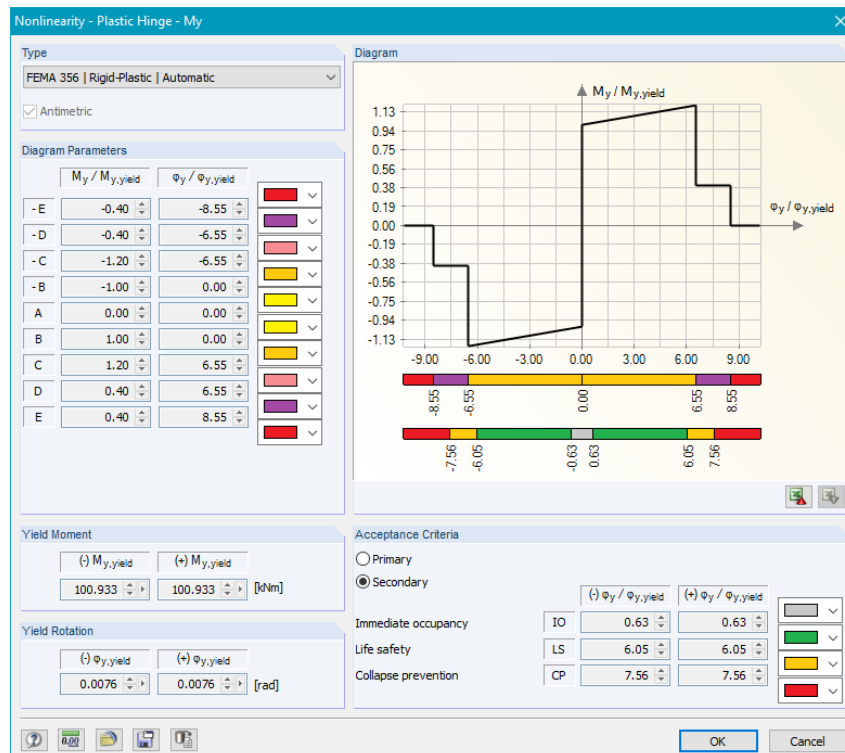 Nonlinearity - Plastic Hinge - My
Type
FEMA 356 | Rigid-Plastic | Automatic
Antimetric
Diagram Parameters
My / My,yield φy / φy,yield
- E -0.40 -8.55
- D -0.40 -6.55
- C -1.20 -6.55
- B -1.00 0.00
A 0.00 0.00
B 1.00 0.00
C 1.20 6.55
D 0.40 6.55
E 0.40 8.55
Yield Moment
(-) My,yield (+) My,yield
100.933 100.933 [kNm]
Yield Rotation
(-) φy,yield (+) φy,yield
0.0076 0.0076 [rad]
0.00
Diagram
My / My,yield
1.13
0.94
0.75
0.56
0.38
0.19
0.00
-0.19
-0.38
-0.56
-0.75
-0.94
-1.13
φy / φy,yield
-9.00 -6.00 -3.00 0.00 3.00 6.00 9.00
-8.55 -6.55 0.00 6.55 8.55
-7.56 -6.05 -0.63 0.63 6.05 7.56
Acceptance Criteria
Primary
Secondary
(-) φy / φy,yield (+) φy / φy,yield
Immediate occupancy IO 0.63 0.63
Life safety LS 6.05 6.05
Collapse prevention CP 7.56 7.56
OK Cancel